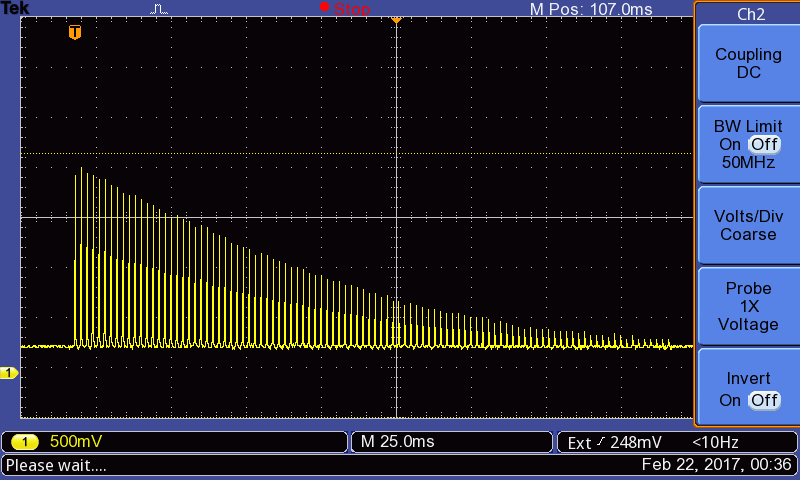 Tek Stop M Pos: 107.0ms
T
Ch2
Coupling
DC
BW Limit
On Off
50MHz
Volts/Div
Coarse
Probe
1X
Voltage
Invert
On Off
1
1 500mV M 25.0ms Ext 248mV <10Hz
Please wait.... Feb 22, 2017, 00:36